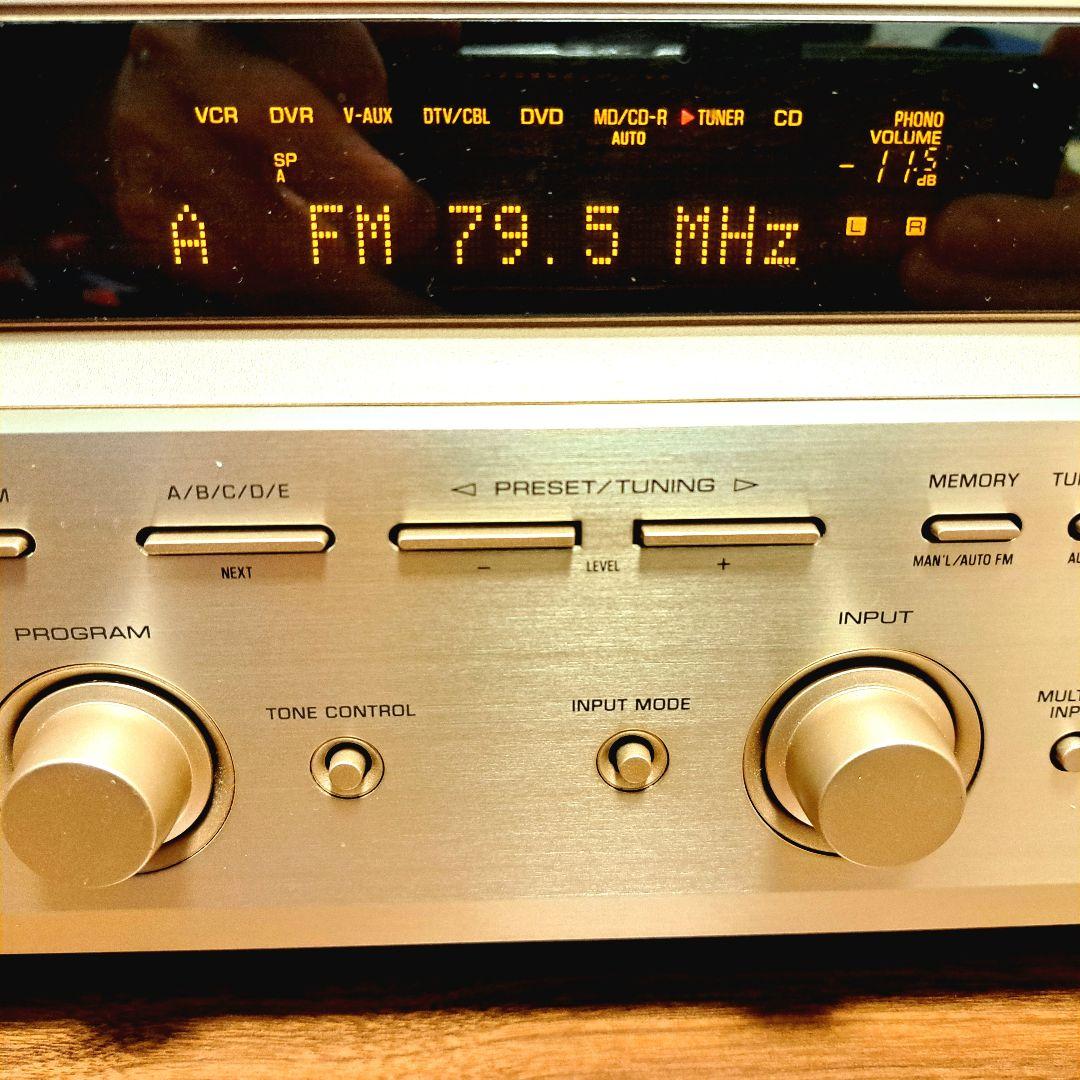 VCR DVR V-AUX DTV/CBL DVD MD/CD-R TUNER CD PHONO
AUTO VOLUME
SP
A
-11.5 dB
A FM 79.5 MHz L R
A/B/C/D/E PRESET/TUNING MEMORY
NEXT - LEVEL + MAN'L/AUTO FM
PROGRAM INPUT
TONE CONTROL INPUT MODE